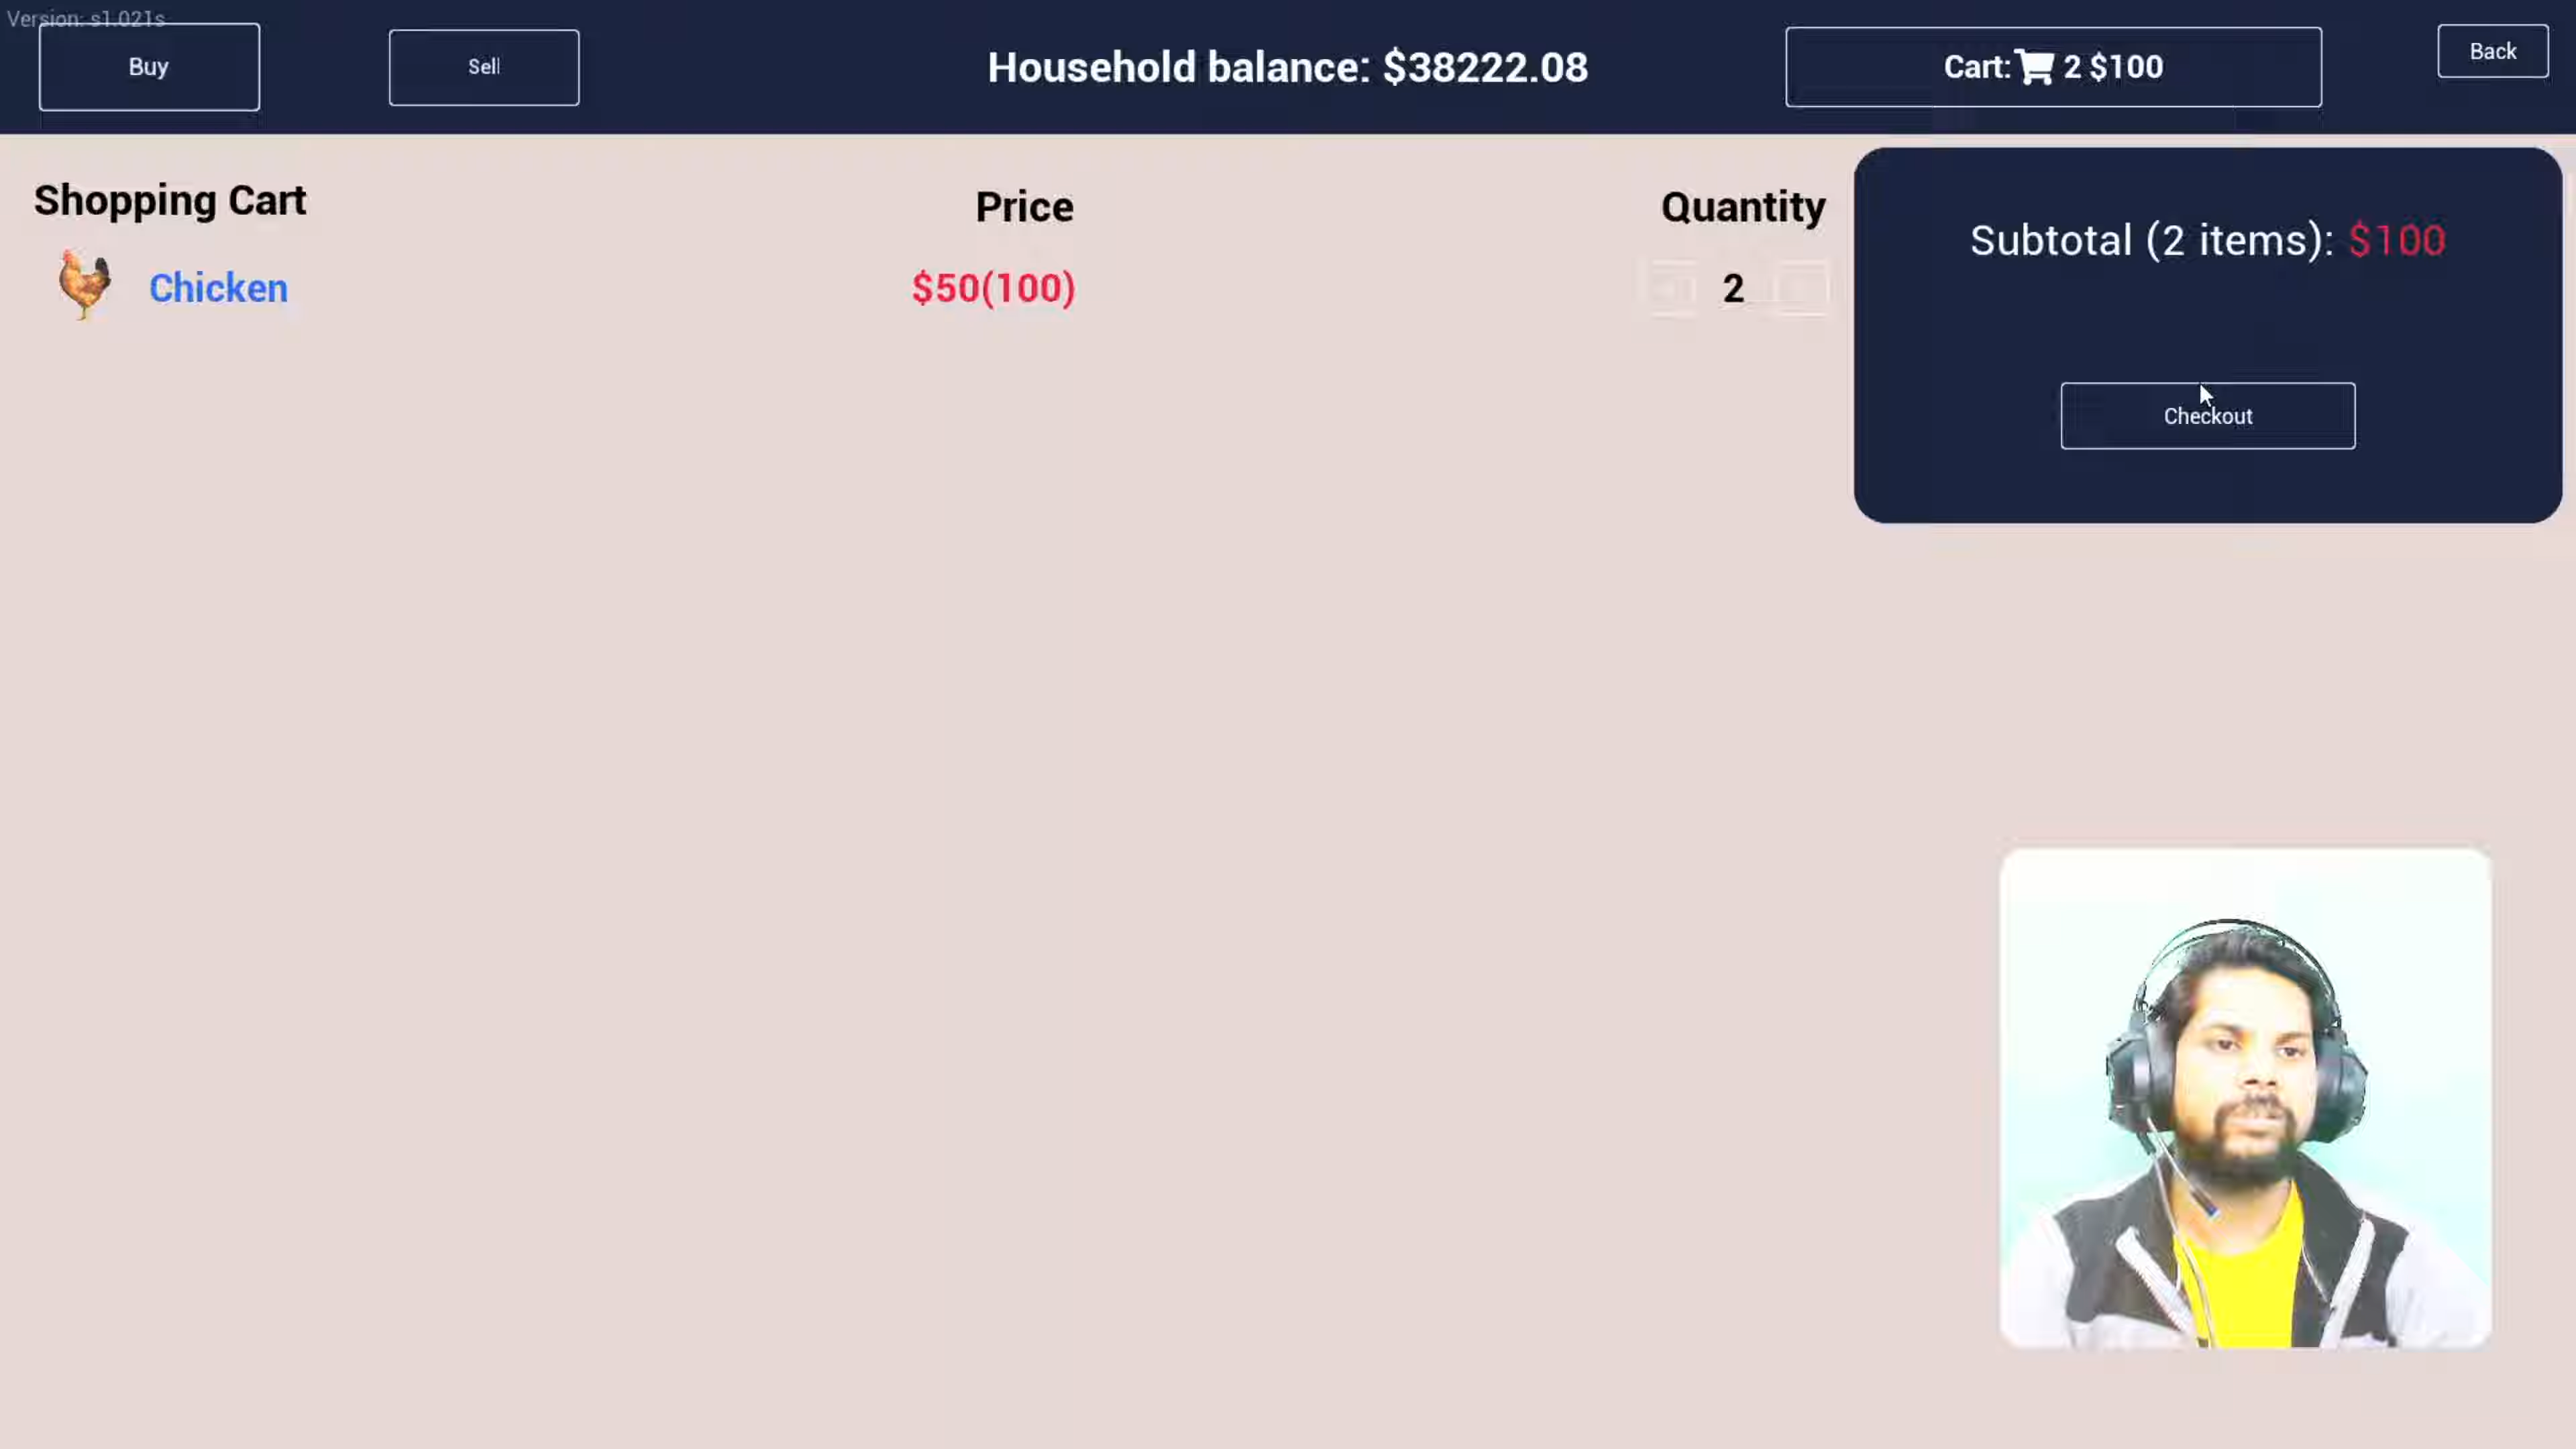 Version: s1.021s
Buy
Sell
Household balance: $38222.08
Cart: 2 $100
Back
Shopping Cart
Price
Quantity
Chicken
$50(100)
2
Subtotal (2 items): $100
Checkout